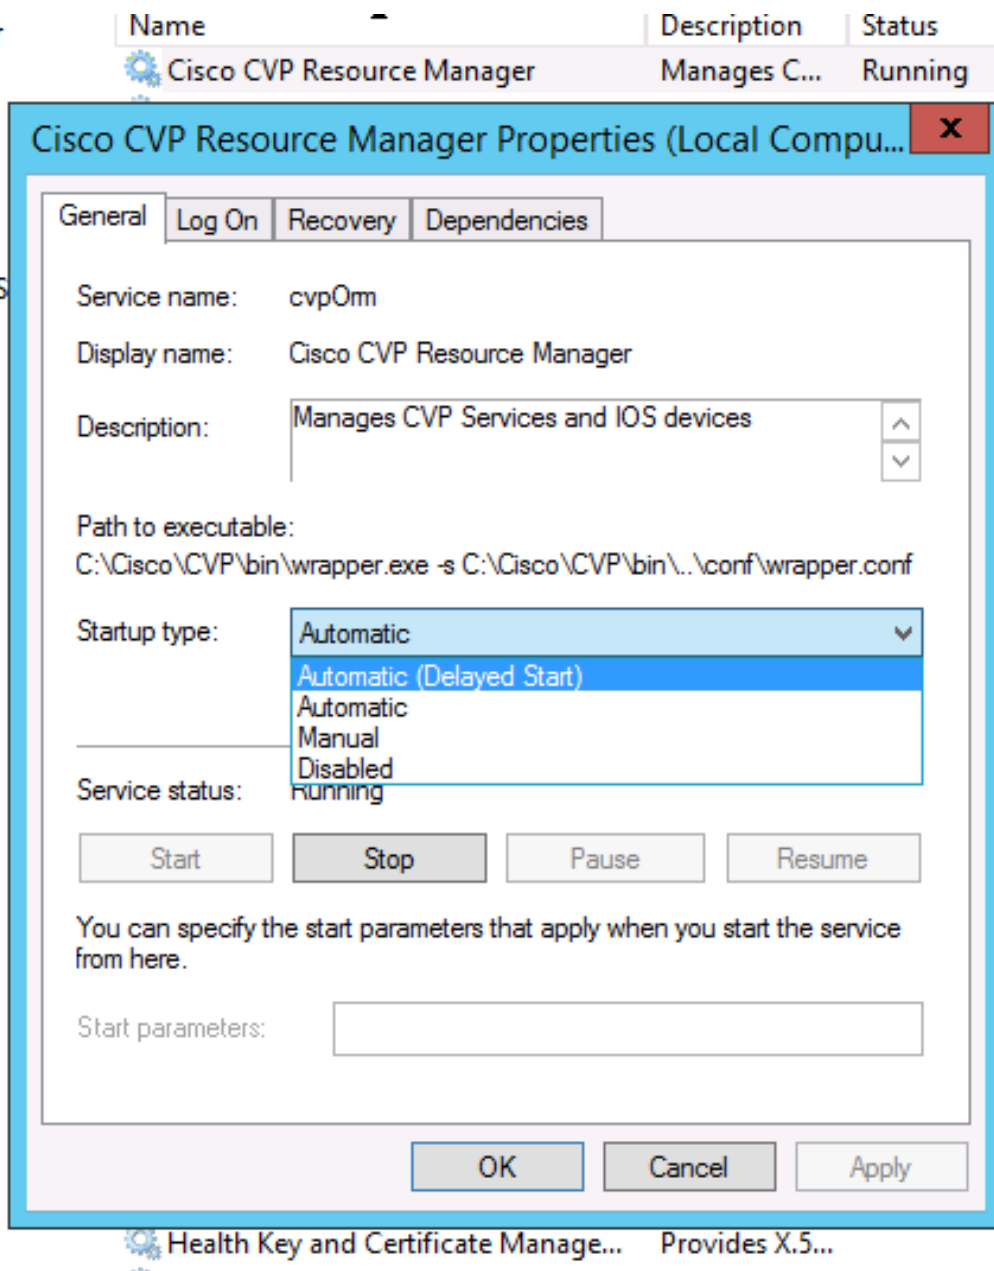 Name Description Status
Cisco CVP Resource Manager Manages C... Running
Cisco CVP Resource Manager Properties (Local Compu... x
General Log On Recovery Dependencies
Service name: cvpOrm
Display name: Cisco CVP Resource Manager
Description: Manages CVP Services and IOS devices
Path to executable:
C:\Cisco\CVP\bin\wrapper.exe -s C:\Cisco\CVP\bin\..\conf\wrapper.conf
Startup type: Automatic
Automatic (Delayed Start)
Automatic
Manual
Disabled
Service status: Running
Start Stop Pause Resume
You can specify the start parameters that apply when you start the service
from here.
Start parameters:
OK Cancel Apply
Health Key and Certificate Manage... Provides X.5...